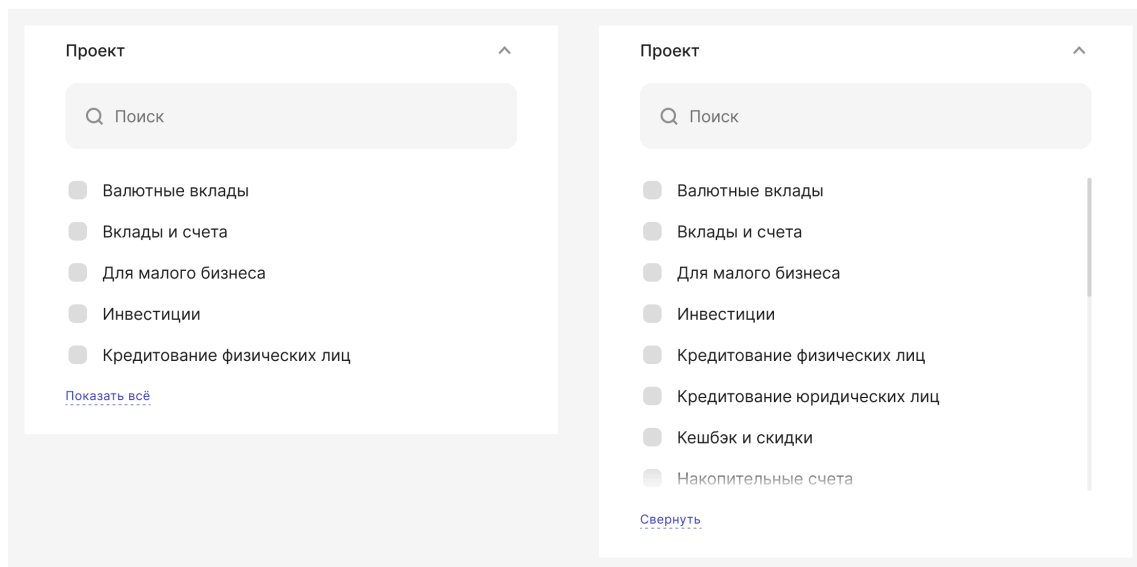 Проект
Поиск
Валютные вклады
Вклады и счета
Для малого бизнеса
Инвестиции
Кредитование физических лиц
Показать всё
Проект
Поиск
Валютные вклады
Вклады и счета
Для малого бизнеса
Инвестиции
Кредитование физических лиц
Кредитование юридических лиц
Кешбэк и скидки
Накопительные счета
Свернуть